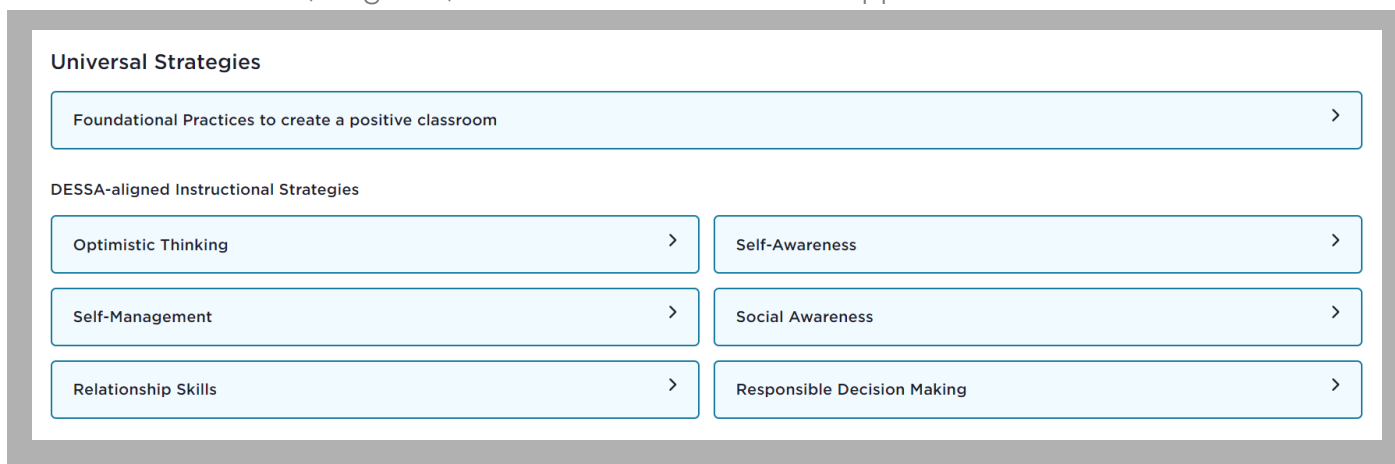 Universal Strategies
Foundational Practices to create a positive classroom
DESSA-aligned Instructional Strategies
Optimistic Thinking
Self-Awareness
Self-Management
Social Awareness
Relationship Skills
Responsible Decision Making